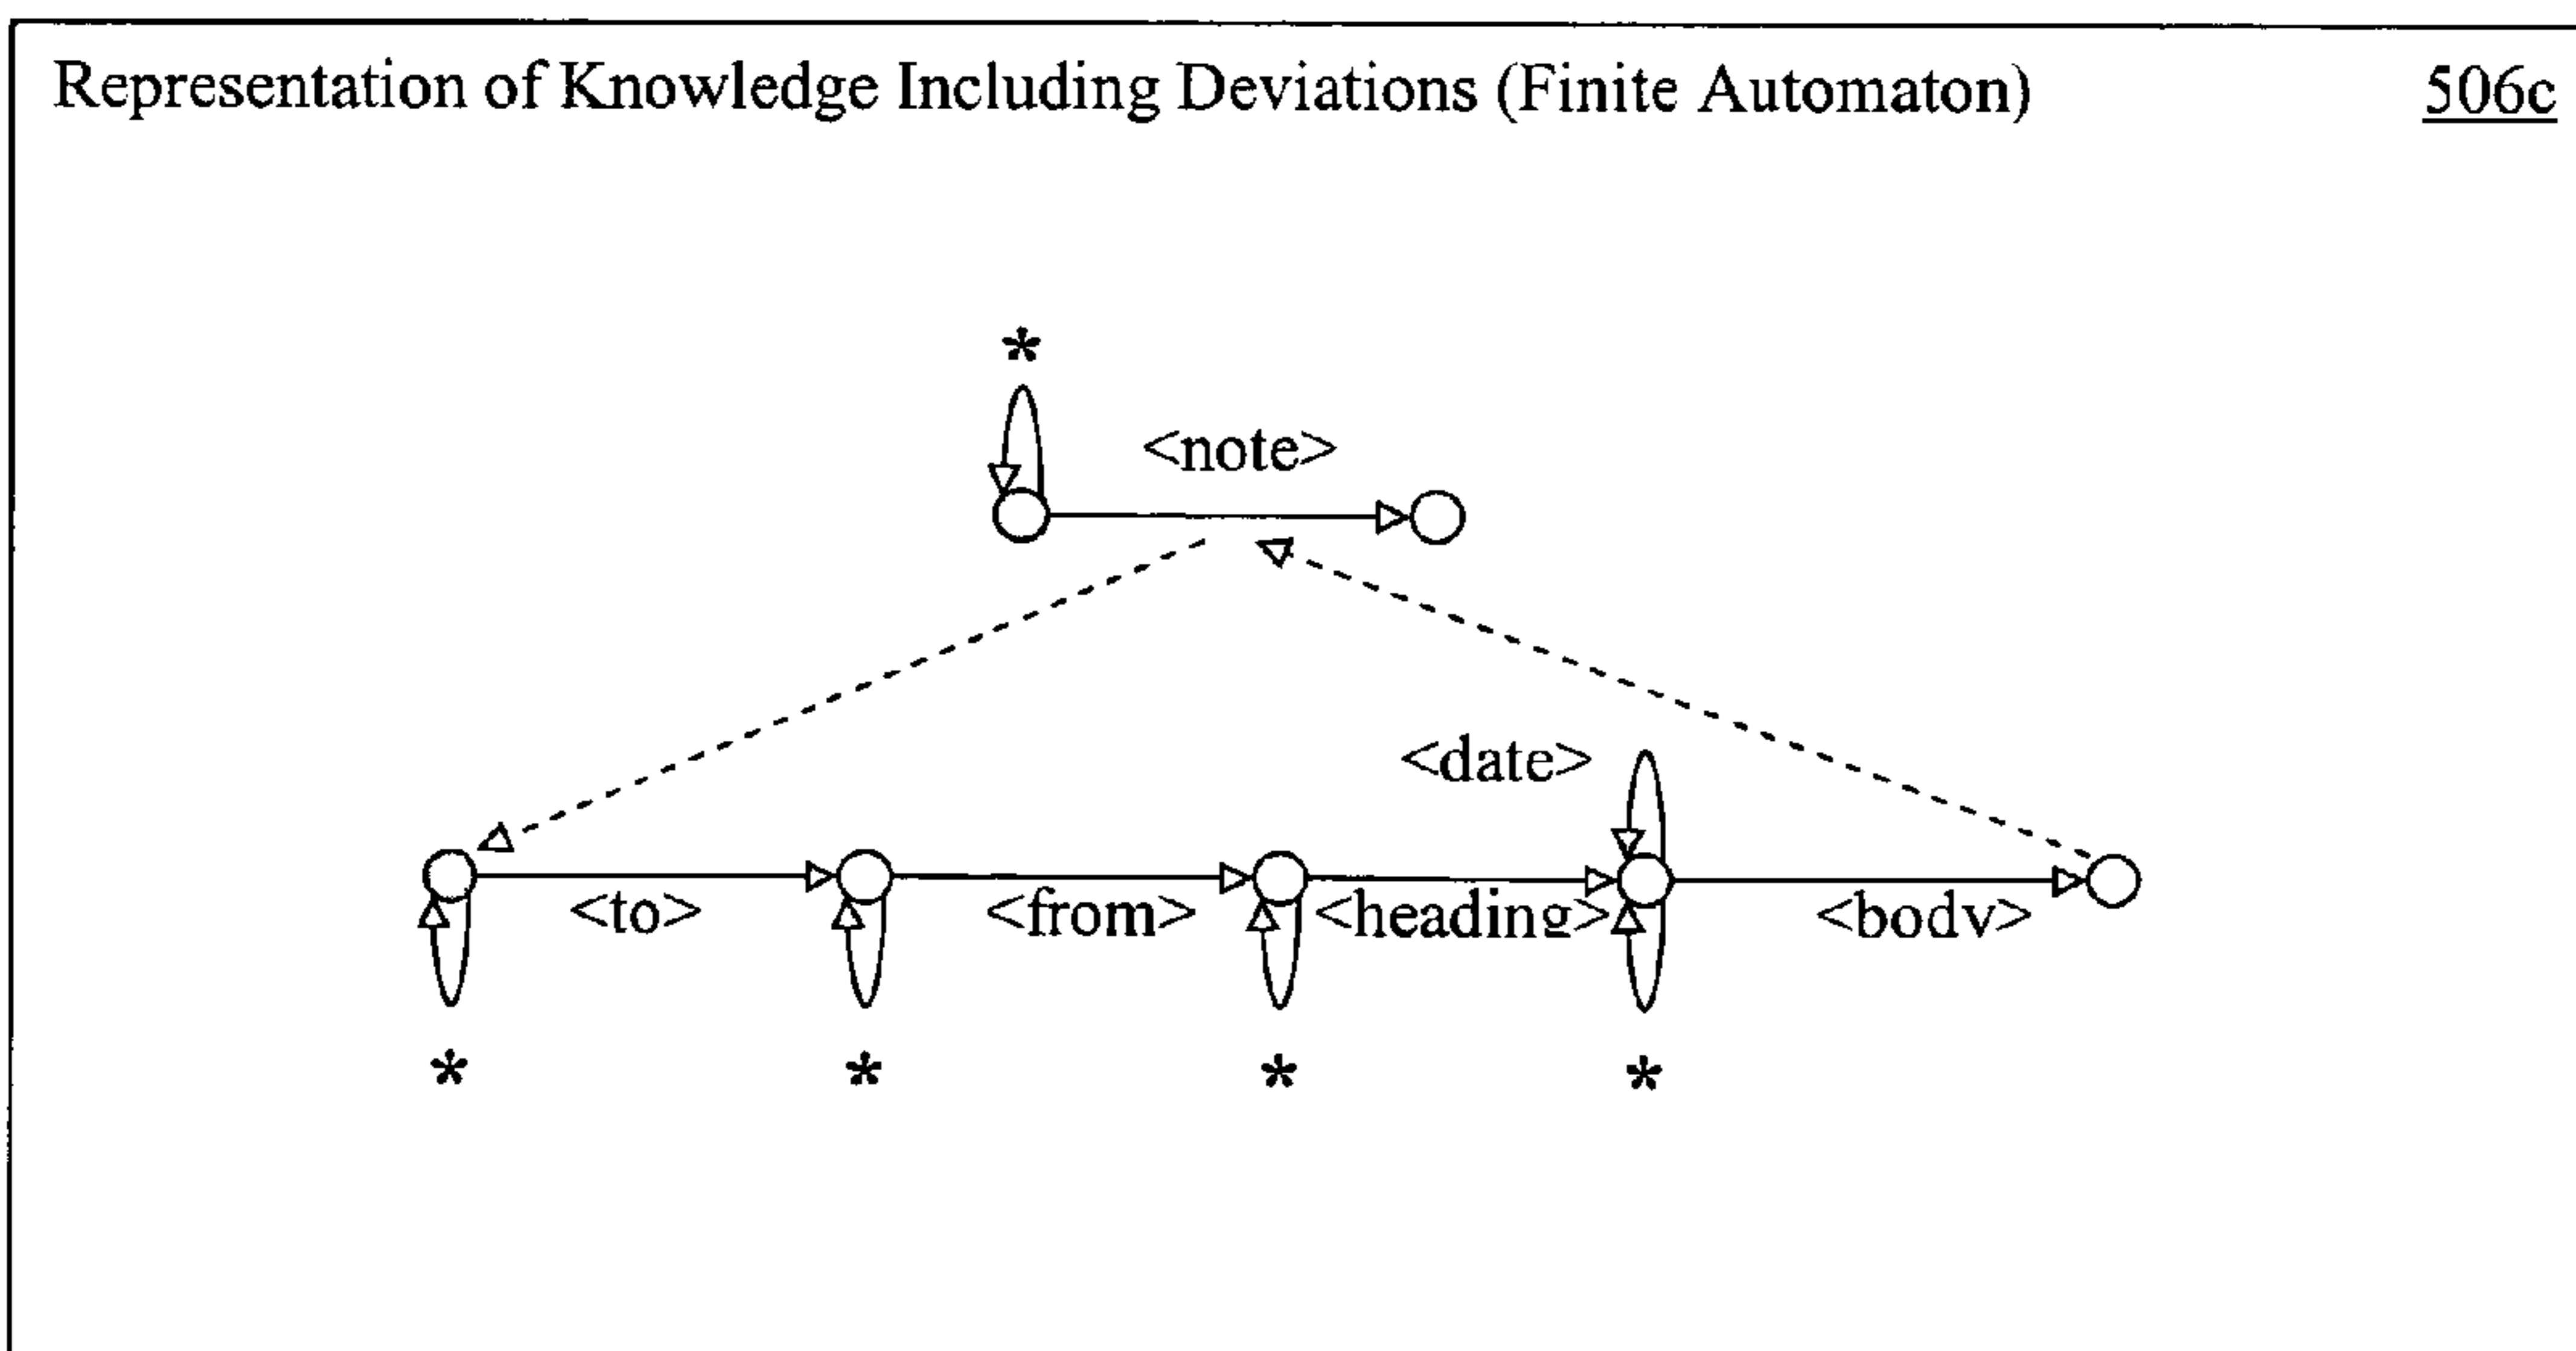 Representation of Knowledge Including Deviations (Finite Automaton) 506c
*
<note>
<date>
<to> <from> <heading> <body>
* * * *